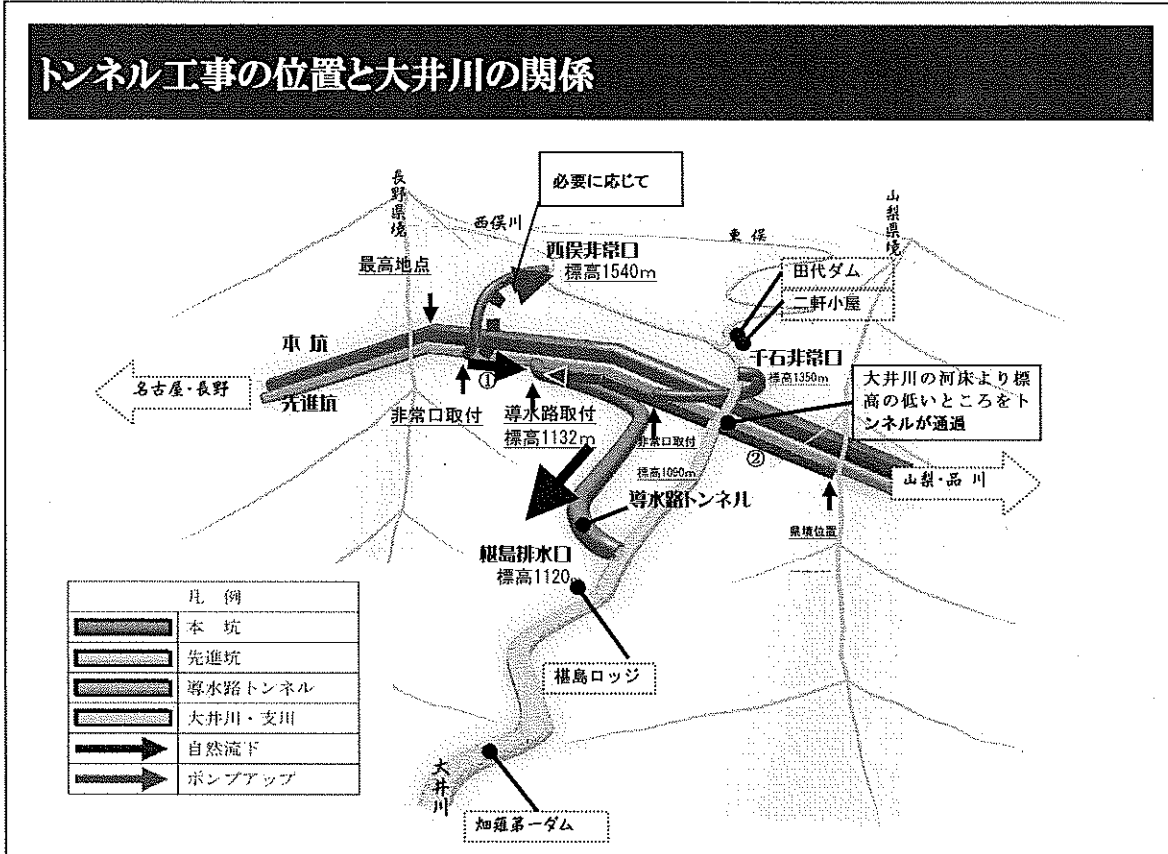 トンネル工事の位置と大井川の関係
必要に応じて
長野県境
西俣川
東俣
山梨県境
西俣非常口
標高1540m
最高地点
田代ダム
二軒小屋
本坑
千石非常口
標高1350m
名古屋・長野
先進坑
①
大井川の河床より標
高の低いところをト
ンネルが通過
非常口取付
導水路取付
標高1132m
非常口取付
標高1090m
②
山梨・品川
導水路トンネル
県境位置
椹島排水口
標高1120m
凡例
本坑
先進坑
導水路トンネル
大井川・支川
自然流下
ポンプアップ
椹島ロッジ
大井川
畑薙第一ダム